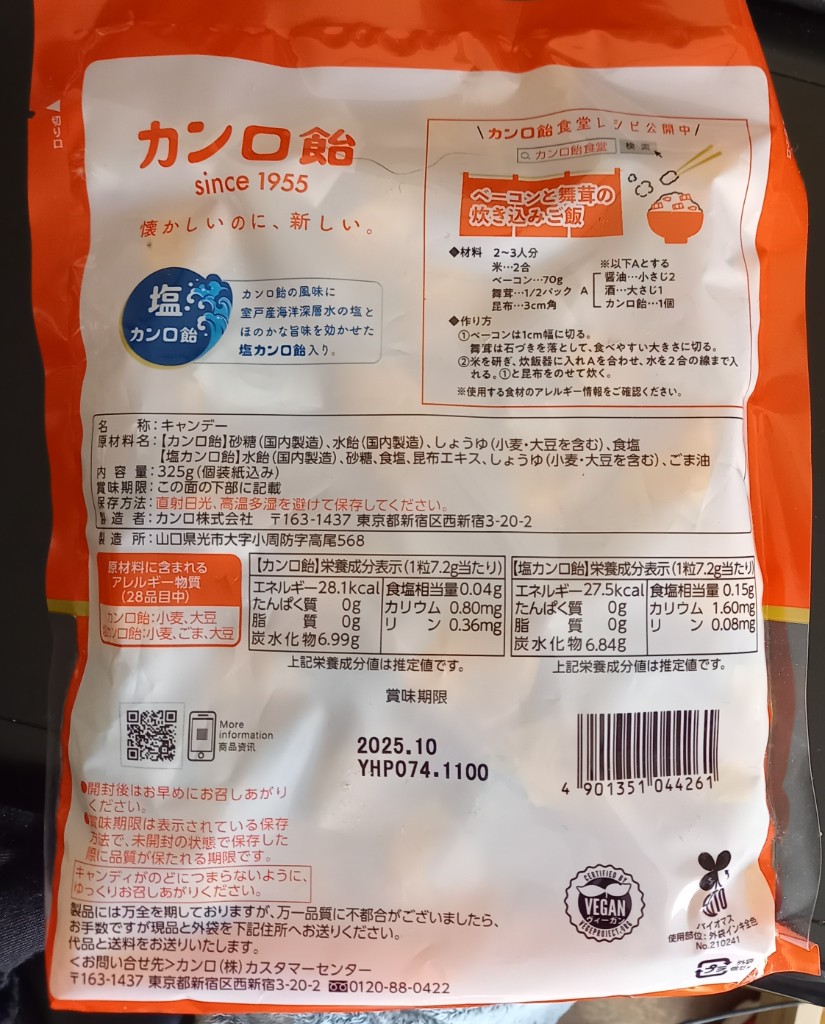 切り口
カンロ飴
since 1955
懐かしいのに、新しい。
塩
カンロ飴
カンロ飴の風味に
室戸産海洋深層水の塩と
ほのかな旨味を効かせた
塩カンロ飴入り。
\カンロ飴食堂レシピ公開中/
カンロ飴食堂 検索
ベーコンと舞茸の
炊き込みご飯
◆材料 2~3人分
米…2合
ベーコン…70g
舞茸…1/2パック
昆布…3cm角
※以下Aとする
A
醤油…小さじ2
酒…大さじ1
カンロ飴…1個
◆作り方
①ベーコンは1cm幅に切る。
舞茸は石づきを落として、食べやすい大きさに切る。
②米を研ぎ、炊飯器に入れAを合わせ、水を2合の線まで入
れる。①と昆布をのせて炊く。
※使用する食材のアレルギー情報をご確認ください。
名 称:キャンデー
原材料名:【カンロ飴】砂糖(国内製造)、水飴(国内製造)、しょうゆ(小麦・大豆を含む)、食塩
【塩カンロ飴】水飴(国内製造)、砂糖、食塩、昆布エキス、しょうゆ(小麦・大豆を含む)、ごま油
内 容 量:325g(個装紙込み)
賞味期限:この面の下部に記載
保存方法:直射日光、高温多湿を避けて保存してください。
製 造 者:カンロ株式会社 〒163-1437 東京都新宿区西新宿3-20-2
製 造 所:山口県光市大字小周防字高尾568
原材料に含まれる
アレルギー物質
(28品目中)
カンロ飴:小麦、大豆
塩カンロ飴:小麦、ごま、大豆
【カンロ飴】栄養成分表示(1粒7.2g当たり)
エネルギー28.1kcal 食塩相当量0.04g
たんぱく質 0g カリウム 0.80mg
脂 質 0g リ ン 0.36mg
炭水化物6.99g
上記栄養成分値は推定値です。
【塩カンロ飴】栄養成分表示(1粒7.2g当たり)
エネルギー27.5kcal 食塩相当量 0.15g
たんぱく質 0g カリウム 1.60mg
脂 質 0g リ ン 0.08mg
炭水化物 6.84g
上記栄養成分値は推定値です。
More
information
商品资讯
賞味期限
2025.10
YHP074.1100
4 901351 044261
●開封後はお早めにお召しあがり
ください。
●賞味期限は表示されている保存
方法で、未開封の状態で保存した
際に品質が保たれる期限です。
キャンディがのどにつまらないように、
ゆっくりお召しあがりください。
製品には万全を期しておりますが、万一品質に不都合がございましたら、
お手数ですが現品と外袋を下記住所へお送りください。
代品と送料をお送りいたします。
<お問い合せ先>カンロ(株)カスタマーセンター
〒163-1437 東京都新宿区西新宿3-20-2 0120-88-0422
CERTIFIED BY
VEGAN
ヴィーガン
VEGEPROJECT.ORG
バイオマス
使用部位:外袋インキ全色
No.210241
プラ
外袋